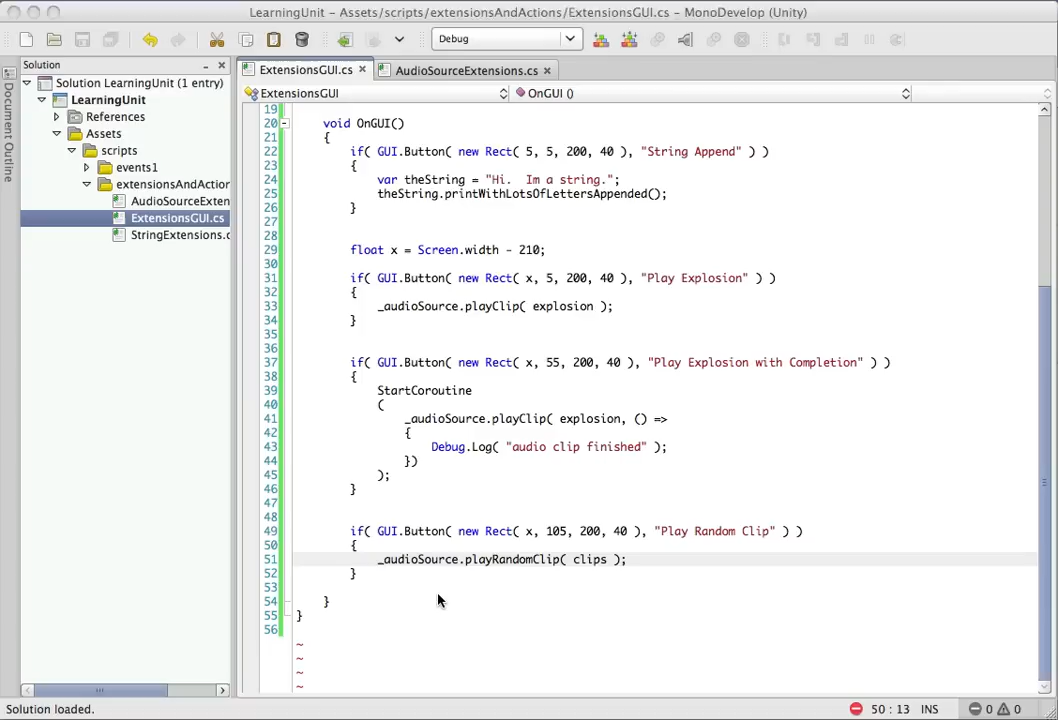 LearningUnit – Assets/scripts/extensionsAndActions/ExtensionsGUI.cs – MonoDevelop (Unity)
Debug
Solution
ExtensionsGUI.cs
AudioSourceExtensions.cs
Document Outline
Solution LearningUnit (1 entry)
LearningUnit
References
Assets
scripts
events1
extensionsAndAction
AudioSourceExten
ExtensionsGUI.cs
StringExtensions.c
ExtensionsGUI
OnGUI ()
19
20 void OnGUI()
21 {
22 if( GUI.Button( new Rect( 5, 5, 200, 40 ), "String Append" ) )
23 {
24 var theString = "Hi.  Im a string.";
25 theString.printWithLotsOfLettersAppended();
26 }
27
28
29 float x = Screen.width - 210;
30
31 if( GUI.Button( new Rect( x, 5, 200, 40 ), "Play Explosion" ) )
32 {
33 _audioSource.playClip( explosion );
34 }
35
36
37 if( GUI.Button( new Rect( x, 55, 200, 40 ), "Play Explosion with Completion" ) )
38 {
39 StartCoroutine
40 (
41 _audioSource.playClip( explosion, () =>
42 {
43 Debug.Log( "audio clip finished" );
44 })
45 );
46 }
47
48
49 if( GUI.Button( new Rect( x, 105, 200, 40 ), "Play Random Clip" ) )
50 {
51 _audioSource.playRandomClip( clips );
52 }
53
54 }
55 }
56
~
~
~
~
Solution loaded.
50 : 13 INS
0 0